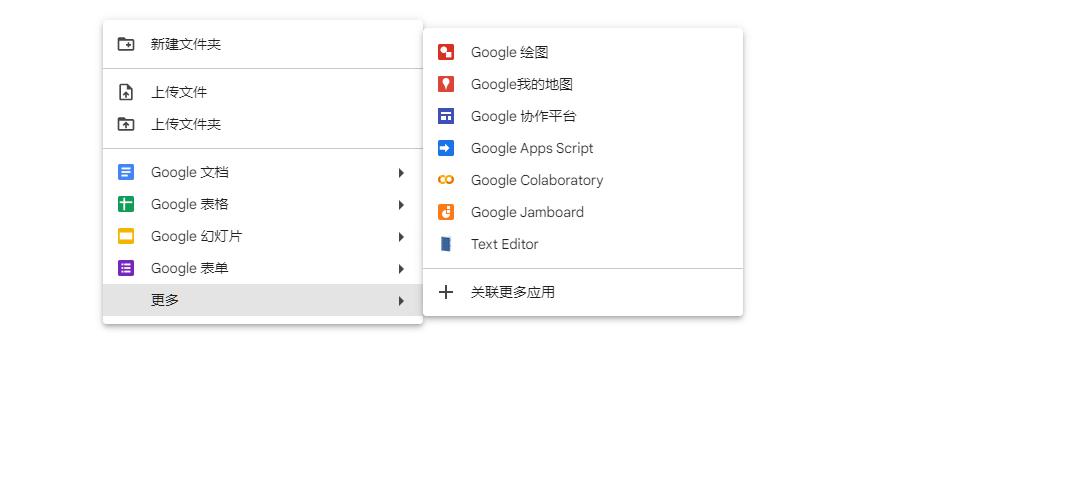 新建文件夹
上传文件
上传文件夹
Google 文档
Google 表格
Google 幻灯片
Google 表单
更多
Google 绘图
Google我的地图
Google 协作平台
Google Apps Script
Google Colaboratory
Google Jamboard
Text Editor
关联更多应用